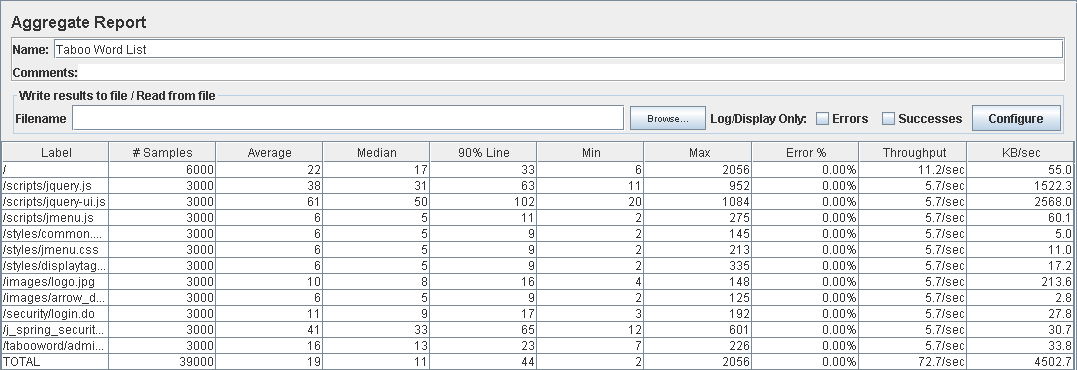 Aggregate Report
Name: Taboo Word List
Comments:
Write results to file / Read from file
Filename Browse... Log/Display Only: Errors Successes Configure
Label # Samples Average Median 90% Line Min Max Error % Throughput KB/sec
/ 6000 22 17 33 6 2056 0.00% 11.2/sec 55.0
/scripts/jquery.js 3000 38 31 63 11 952 0.00% 5.7/sec 1522.3
/scripts/jquery-ui.js 3000 61 50 102 20 1084 0.00% 5.7/sec 2568.0
/scripts/jmenu.js 3000 6 5 11 2 275 0.00% 5.7/sec 60.1
/styles/common.... 3000 6 5 9 2 145 0.00% 5.7/sec 5.0
/styles/jmenu.css 3000 6 5 9 2 213 0.00% 5.7/sec 11.0
/styles/displaytag... 3000 6 5 9 2 335 0.00% 5.7/sec 17.2
/images/logo.jpg 3000 10 8 16 4 148 0.00% 5.7/sec 213.6
/images/arrow_d... 3000 6 5 9 2 125 0.00% 5.7/sec 2.8
/security/login.do 3000 11 9 17 3 192 0.00% 5.7/sec 27.8
/j_spring_securit... 3000 41 33 65 12 601 0.00% 5.7/sec 30.7
/tabooword/admi... 3000 16 13 23 7 226 0.00% 5.7/sec 33.8
TOTAL 39000 19 11 44 2 2056 0.00% 72.7/sec 4502.7